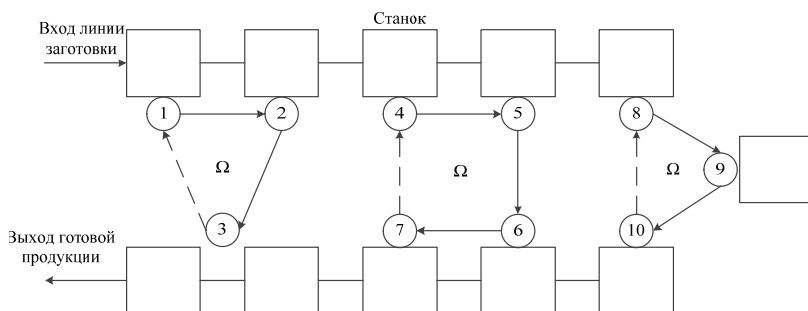 Станок
Вход линии
заготовки
1
2
4
5
8
Ω
Ω
Ω
9
3
7
6
10
Выход готовой
продукции